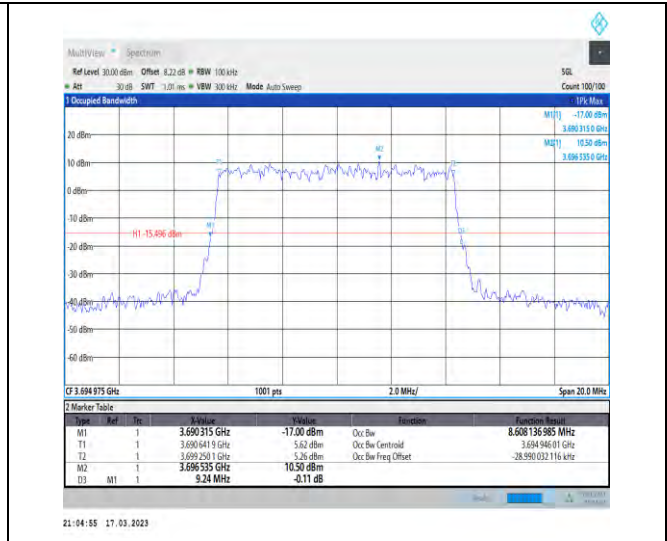 MultiView Spectrum
Ref Level 30.00 dBm Offset 8.22 dB RBW 100 kHz SGL
Att 30 dB SWT 1.01 ms VBW 300 kHz Mode Auto Sweep Count 100/100
1 Occupied Bandwidth 1Pk Max
M1[1] -17.00 dBm
3.690 315 0 GHz
M2[1] 10.50 dBm
3.696 535 0 GHz
20 dBm
M2
10 dBm
0 dBm
-10 dBm
M1
H1 -15.496 dBm
-20 dBm
-30 dBm
-40 dBm
-50 dBm
-60 dBm
CF 3.694 975 GHz 1001 pts 2.0 MHz/ Span 20.0 MHz
2 Marker Table
Type Ref Trc X-Value Y-Value Function Function Result
M1 1 3.690 315 GHz -17.00 dBm Occ Bw 8.608 136 985 MHz
T1 1 3.690 641 9 GHz 5.62 dBm Occ Bw Centroid 3.694 946 01 GHz
T2 1 3.699 250 1 GHz 5.26 dBm Occ Bw Freq Offset -28.990 032 116 kHz
M2 1 3.696 535 GHz 10.50 dBm
D3 M1 1 9.24 MHz -0.11 dB
21:04:55 17.03.2023